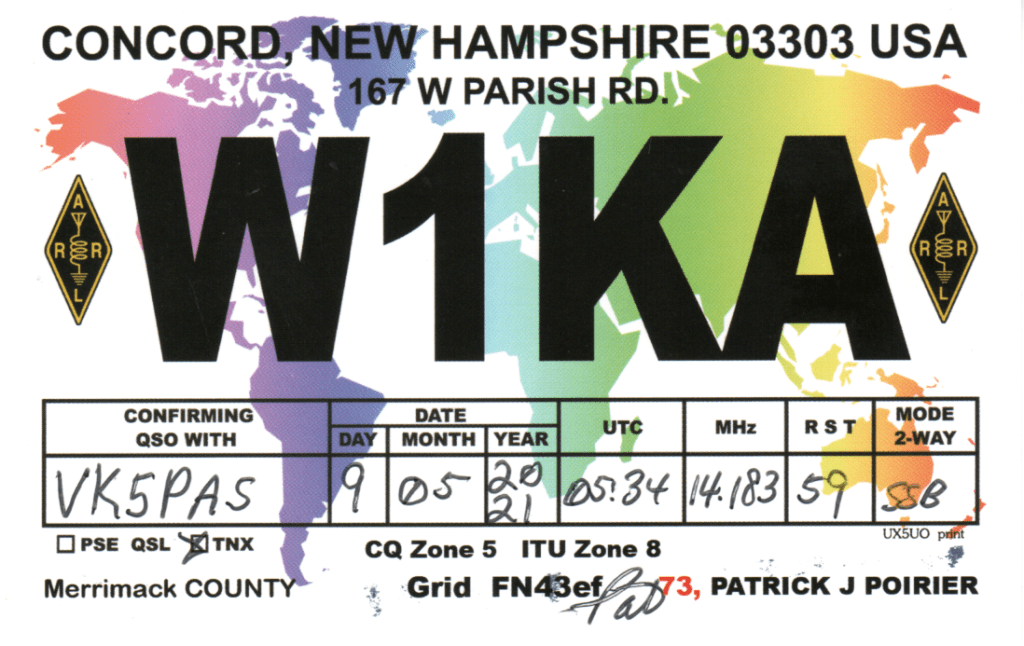 CONCORD, NEW HAMPSHIRE 03303 USA
167 W PARISH RD.
W1KA
ARRL
ARRL
CONFIRMING QSO WITH
DATE
DAY MONTH YEAR
UTC
MHz
R S T
MODE 2-WAY
VK5PAS 9 05 2021 05:34 14.183 59 SSB
UX5UO print
PSE QSL TNX
CQ Zone 5 ITU Zone 8
Merrimack COUNTY
Grid FN43ef
Pat
73, PATRICK J POIRIER